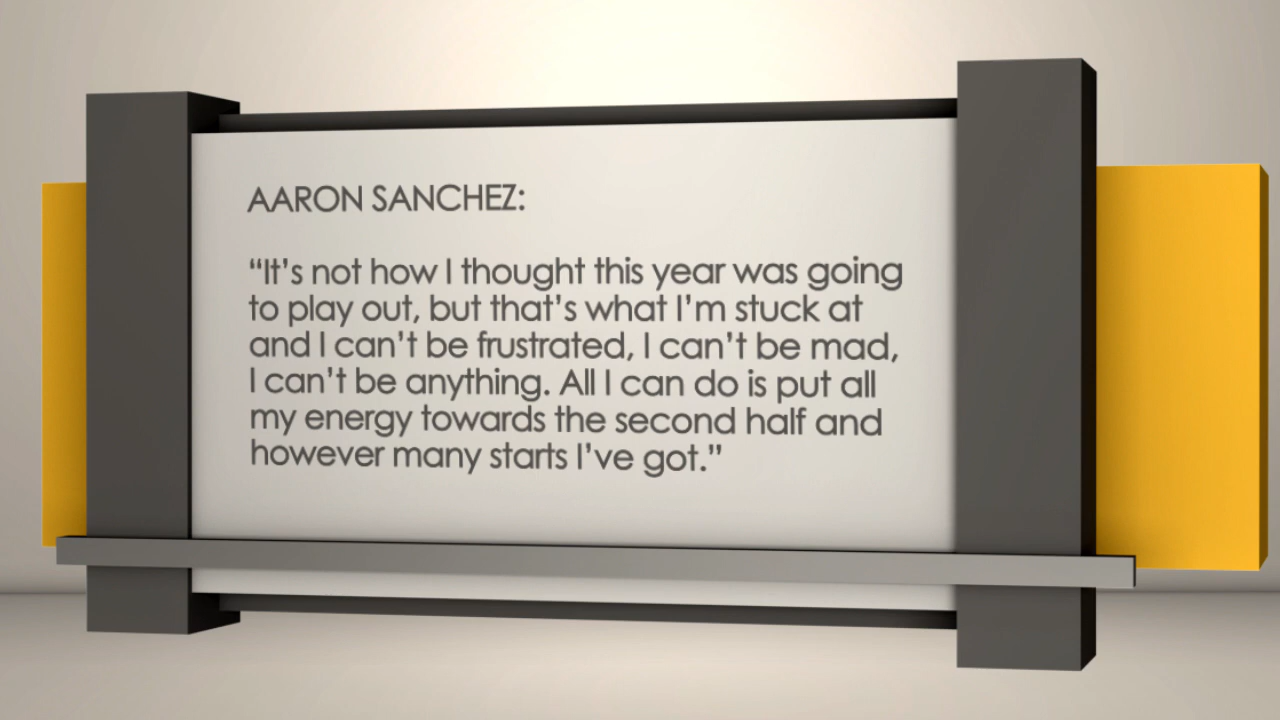 AARON SANCHEZ:
“It’s not how I thought this year was going
to play out, but that’s what I’m stuck at
and I can’t be frustrated, I can’t be mad,
I can’t be anything. All I can do is put all
my energy towards the second half and
however many starts I’ve got.”